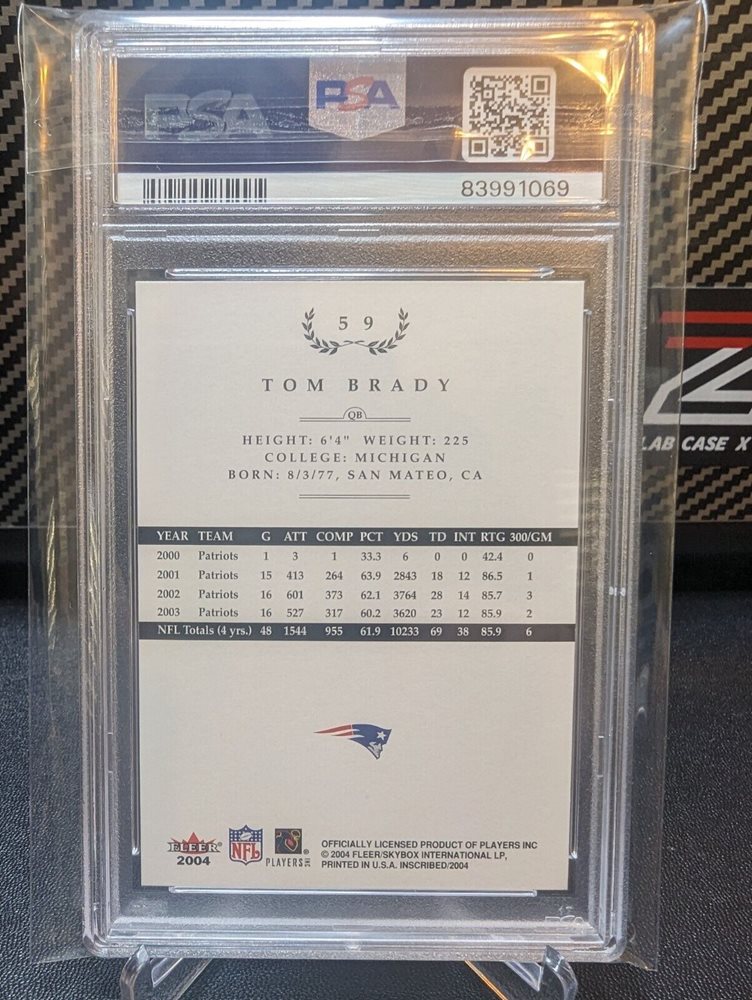 PSA
PSA
83991069
59
TOM BRADY
QB
HEIGHT: 6'4" WEIGHT: 225
COLLEGE: MICHIGAN
BORN: 8/3/77, SAN MATEO, CA
YEAR TEAM G ATT COMP PCT YDS TD INT RTG 300/GM
2000 Patriots 1 3 1 33.3 6 0 0 42.4 0
2001 Patriots 15 413 264 63.9 2843 18 12 86.5 1
2002 Patriots 16 601 373 62.1 3764 28 14 85.7 3
2003 Patriots 16 527 317 60.2 3620 23 12 85.9 2
NFL Totals (4 yrs.) 48 1544 955 61.9 10233 69 38 85.9 6
FLEER
2004
NFL
PLAYERS INC
OFFICIALLY LICENSED PRODUCT OF PLAYERS INC
© 2004 FLEER/SKYBOX INTERNATIONAL LP,
PRINTED IN U.S.A. INSCRIBED/2004
PSA
LAB CASE X